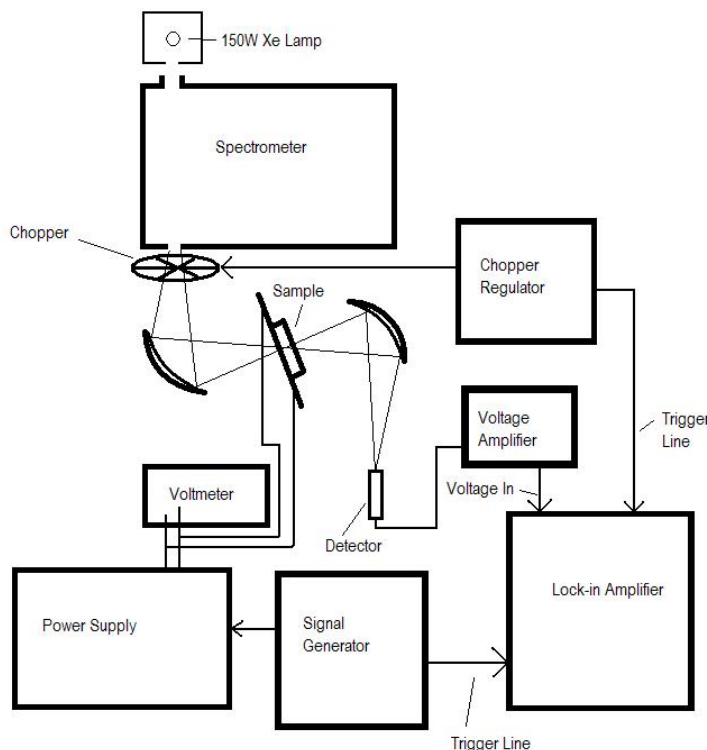 150W Xe Lamp
Spectrometer
Chopper
Chopper
Regulator
Sample
Voltage
Amplifier
Trigger
Line
Voltmeter
Voltage In
Detector
Power Supply
Signal
Generator
Lock-in Amplifier
Trigger Line